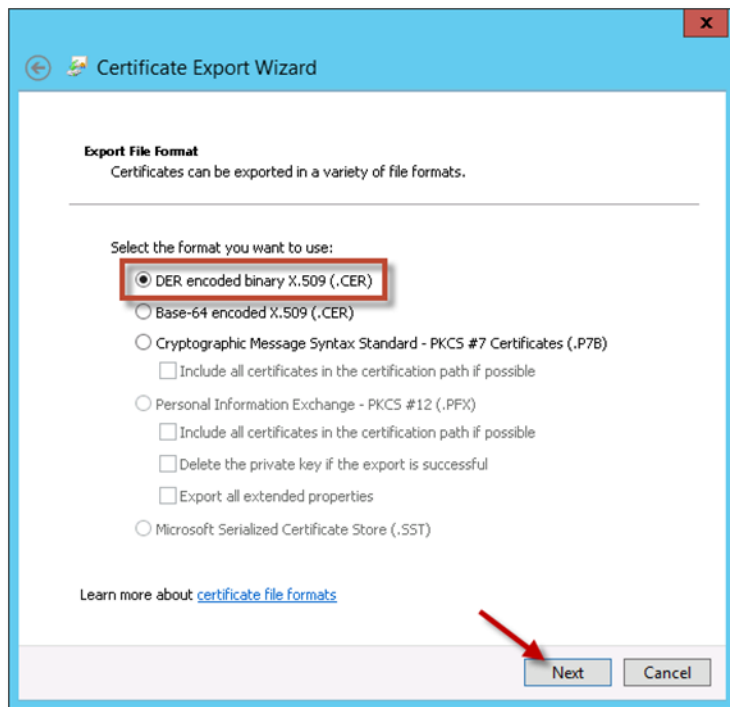 x
Certificate Export Wizard
Export File Format
Certificates can be exported in a variety of file formats.
Select the format you want to use:
DER encoded binary X.509 (.CER)
Base-64 encoded X.509 (.CER)
Cryptographic Message Syntax Standard - PKCS #7 Certificates (.P7B)
Include all certificates in the certification path if possible
Personal Information Exchange - PKCS #12 (.PFX)
Include all certificates in the certification path if possible
Delete the private key if the export is successful
Export all extended properties
Microsoft Serialized Certificate Store (.SST)
Learn more about certificate file formats
Next Cancel